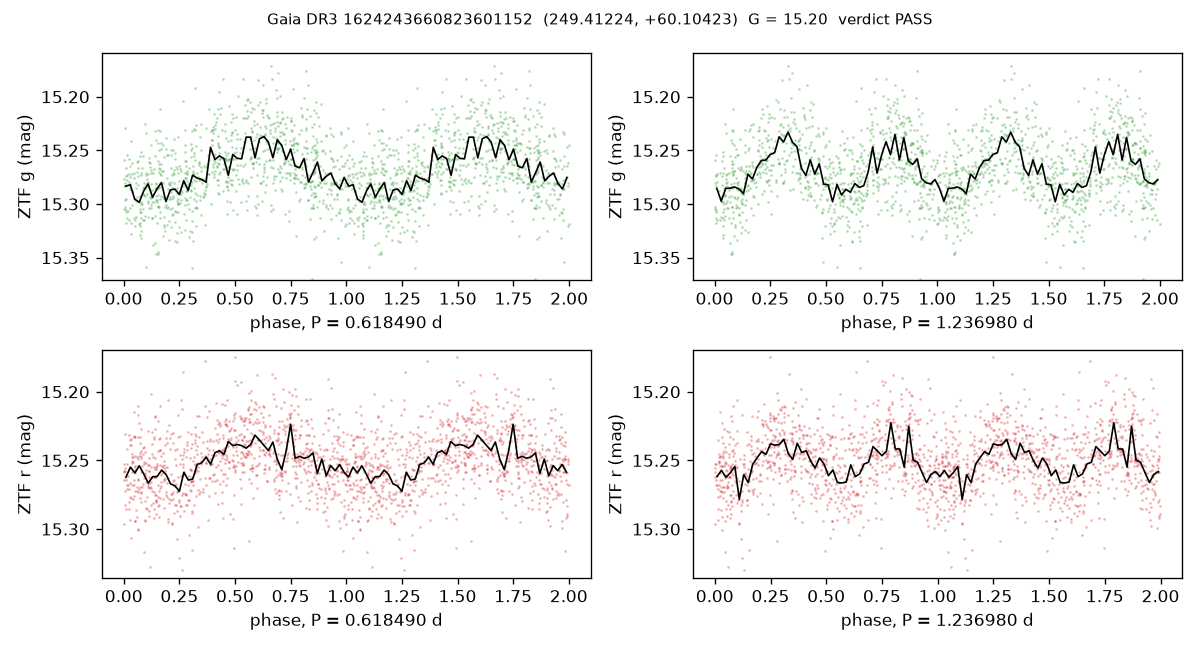 Gaia DR3 1624243660823601152 (249.41224, +60.10423) G = 15.20 verdict PASS
ZTF g (mag)
15.20
15.25
15.30
15.35
0.00 0.25 0.50 0.75 1.00 1.25 1.50 1.75 2.00
phase, P = 0.618490 d
ZTF g (mag)
15.20
15.25
15.30
15.35
0.00 0.25 0.50 0.75 1.00 1.25 1.50 1.75 2.00
phase, P = 1.236980 d
ZTF r (mag)
15.20
15.25
15.30
0.00 0.25 0.50 0.75 1.00 1.25 1.50 1.75 2.00
phase, P = 0.618490 d
ZTF r (mag)
15.20
15.25
15.30
0.00 0.25 0.50 0.75 1.00 1.25 1.50 1.75 2.00
phase, P = 1.236980 d